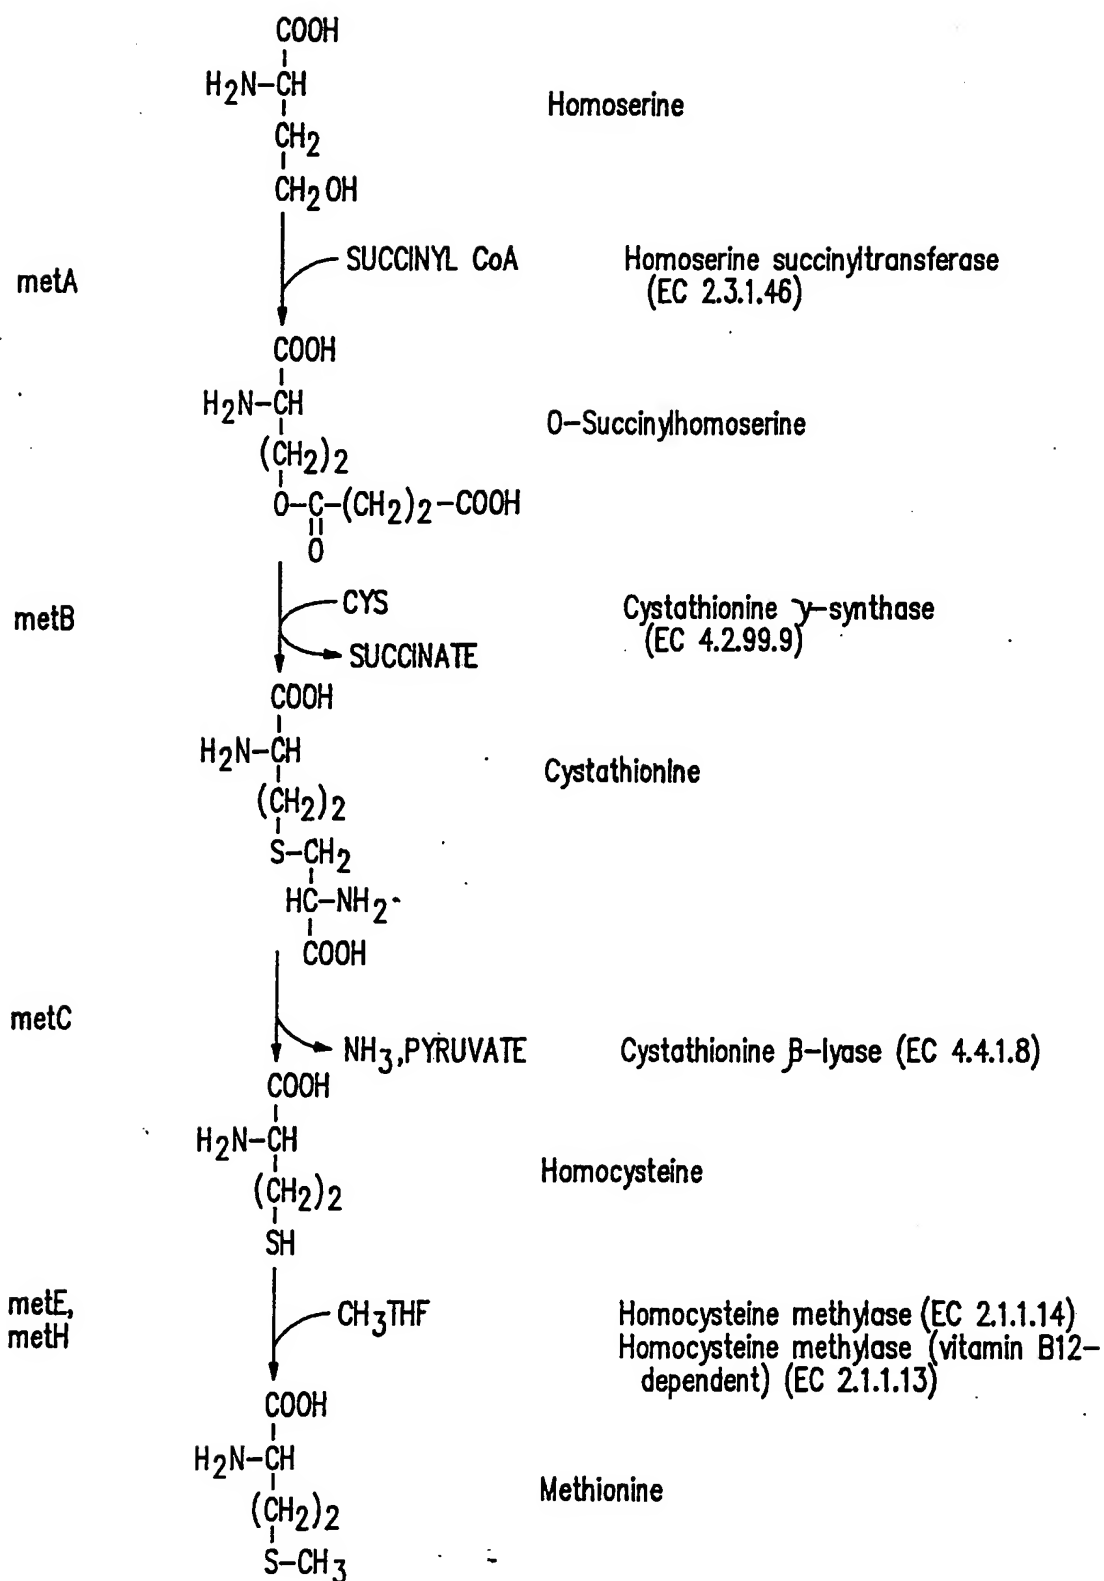 COOH
H2N-CH
Homoserine
CH2
CH2OH
metA
SUCCINYL CoA
Homoserine succinyltransferase
(EC 2.3.1.46)
COOH
H2N-CH
O-Succinylhomoserine
(CH2)2
O-C-(CH2)2-COOH
O
metB
CYS
Cystathionine γ-synthase
(EC 4.2.99.9)
SUCCINATE
COOH
H2N-CH
Cystathionine
(CH2)2
S-CH2
HC-NH2
COOH
metC
NH3,PYRUVATE
Cystathionine β-lyase (EC 4.4.1.8)
COOH
H2N-CH
Homocysteine
(CH2)2
SH
metE,
metH
CH3THF
Homocysteine methylase (EC 2.1.1.14)
Homocysteine methylase (vitamin B12-
dependent) (EC 2.1.1.13)
COOH
H2N-CH
Methionine
(CH2)2
S-CH3